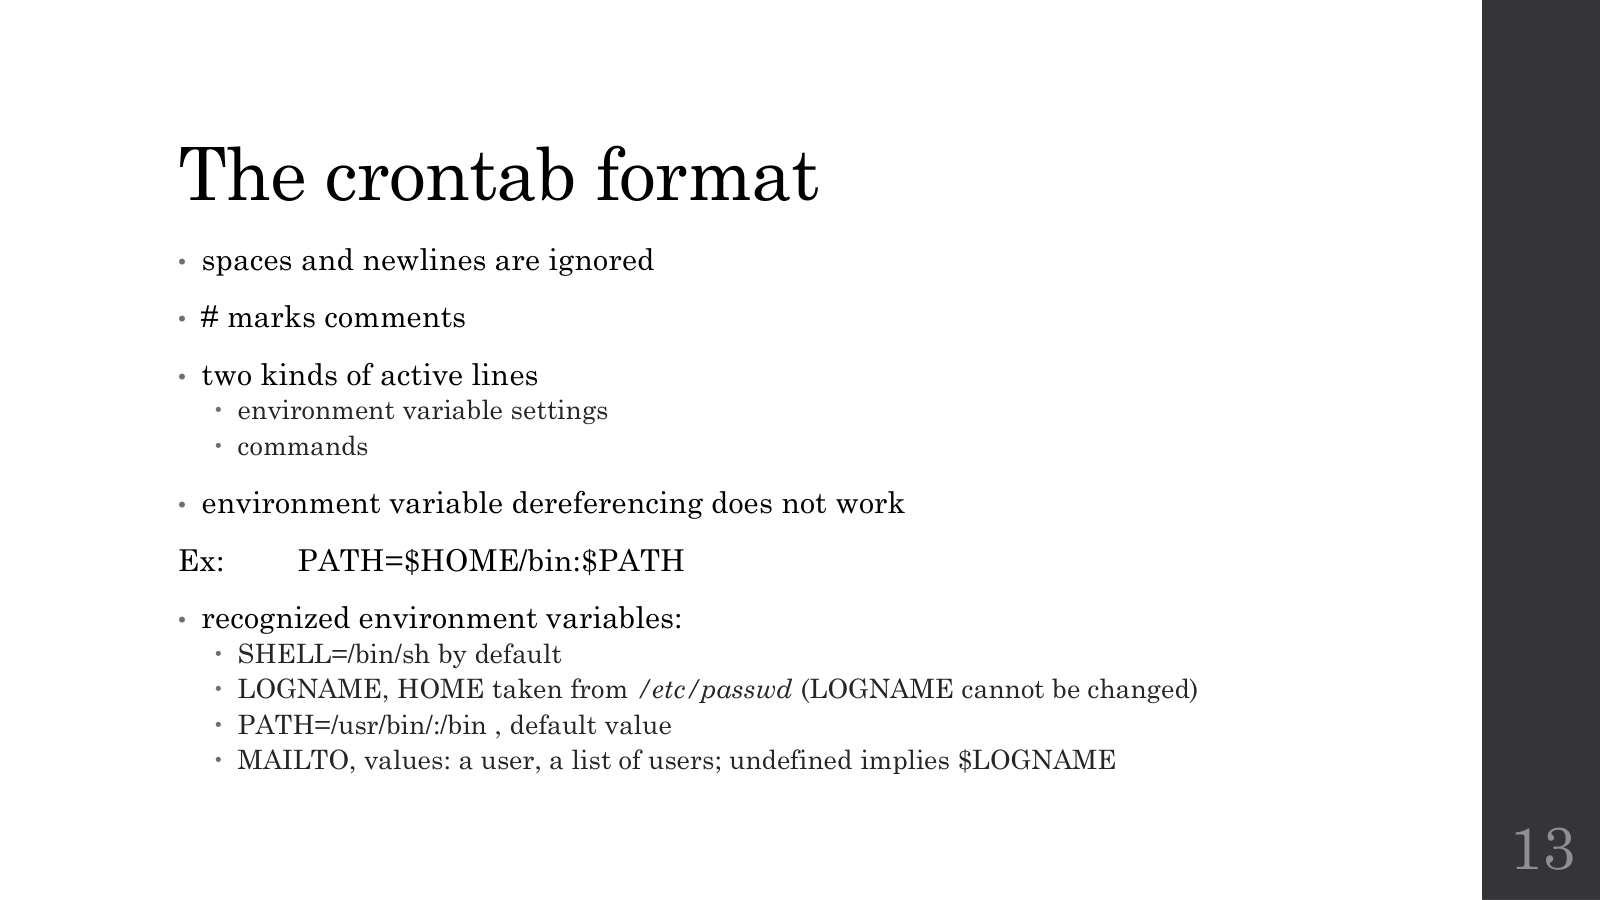 The crontab format
• spaces and newlines are ignored
• # marks comments
• two kinds of active lines
• environment variable settings
• commands
• environment variable dereferencing does not work
Ex: PATH=$HOME/bin:$PATH
• recognized environment variables:
• SHELL=/bin/sh by default
• LOGNAME, HOME taken from /etc/passwd (LOGNAME cannot be changed)
• PATH=/usr/bin/:/bin , default value
• MAILTO, values: a user, a list of users; undefined implies $LOGNAME
13